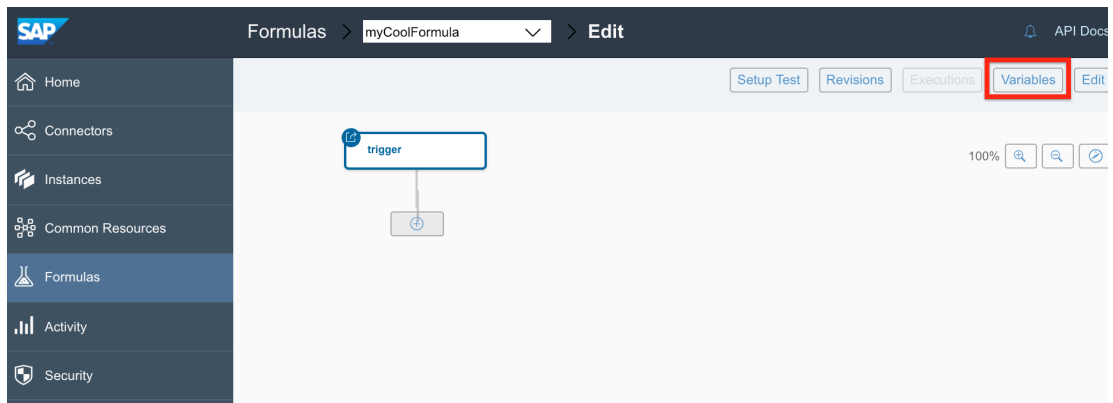 SAP
Formulas > myCoolFormula > Edit
API Docs
Home
Connectors
Instances
Common Resources
Formulas
Activity
Security
Setup Test
Revisions
Executions
Variables
Edit
trigger
100%